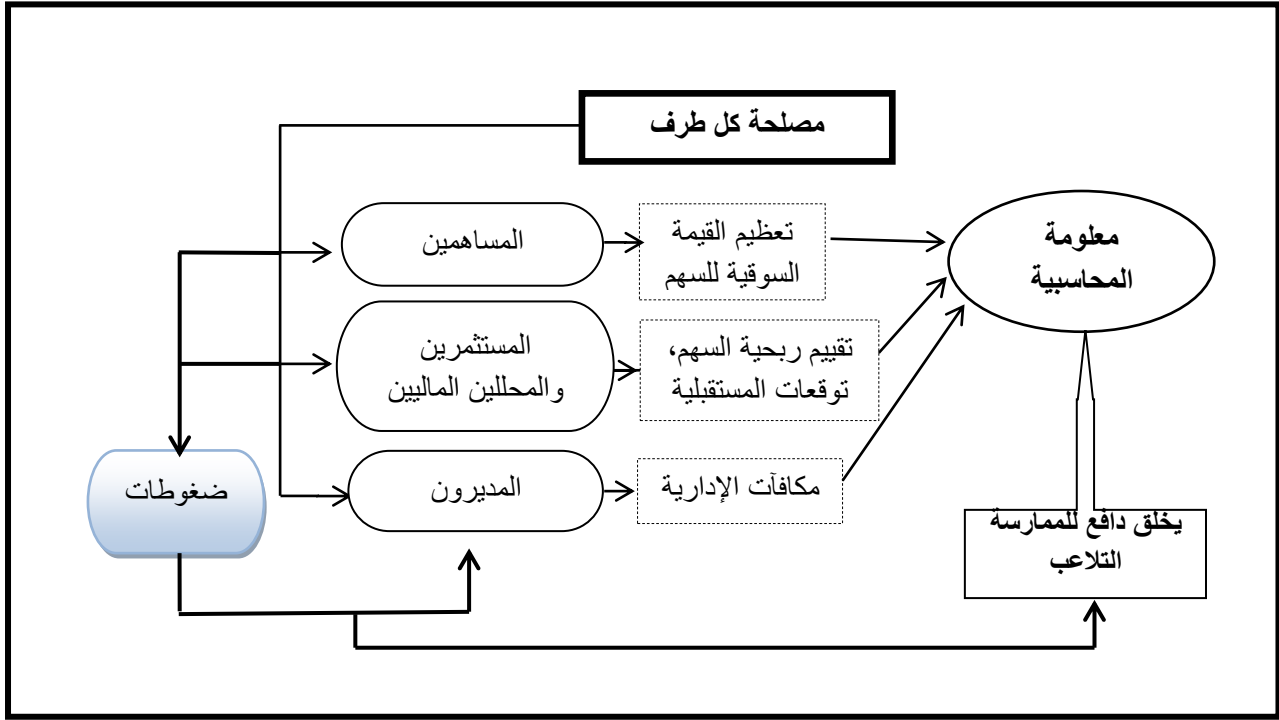 مصلحة كل طرف
المساهمين
تعظيم القيمة
السوقية للسهم
معلومة
المحاسبية
المستثمرين
والمحللين الماليين
تقييم ربحية السهم،
توقعات المستقبلية
ضغوطات
المديرون
مكافآت الإدارية
يخلق دافع للممارسة
التلاعب